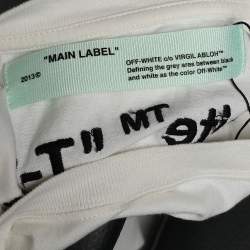 "MAIN LABEL"
2013©
OFF-WHITE c/o VIRGIL ABLOH™
Defining the grey area between black
and white as the color Off-White™
MT
-T"